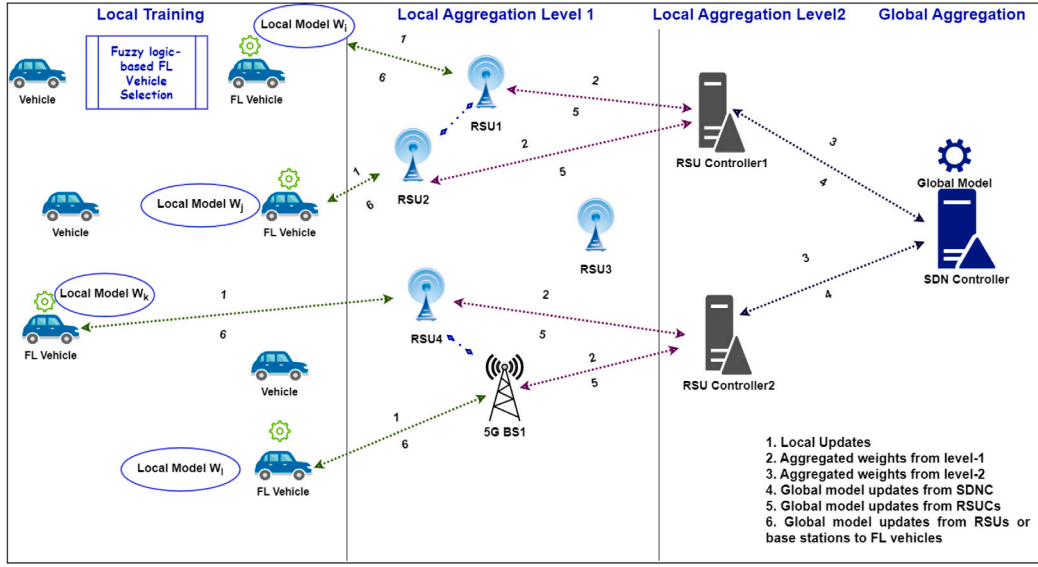 Local Training
Local Aggregation Level 1
Local Aggregation Level2
Global Aggregation
Fuzzy logic-
based FL
Vehicle
Selection
Vehicle
Local Model Wi
FL Vehicle
1
6
RSU1
2
5
RSU Controller1
RSU2
2
5
1
6
Local Model Wj
FL Vehicle
Vehicle
3
4
Global Model
SDN Controller
RSU3
3
4
Local Model Wk
FL Vehicle
1
6
RSU4
2
5
RSU Controller2
2
5
Vehicle
5G BS1
1
6
Local Model Wl
FL Vehicle
1. Local Updates
2. Aggregated weights from level-1
3. Aggregated weights from level-2
4. Global model updates from SDNC
5. Global model updates from RSUCs
6. Global model updates from RSUs or
base stations to FL vehicles